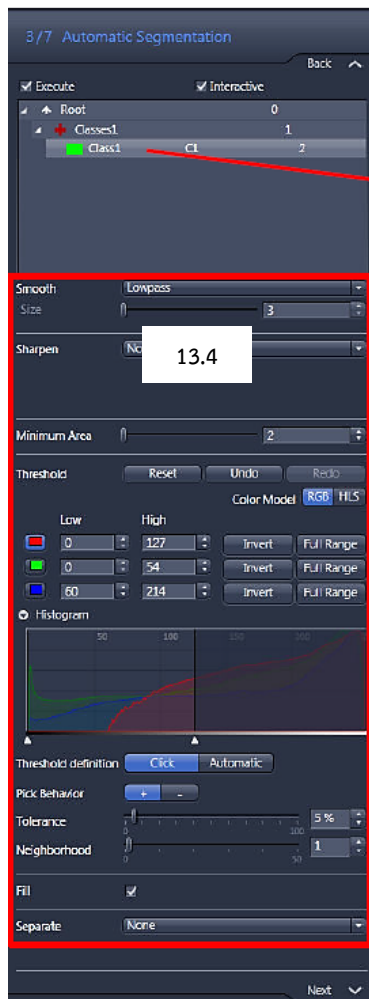 3/7 Automatic Segmentation
Back
Execute Interactive
Root 0
Classes1 1
Class1 C1 2
Smooth Lowpass
Size 3
Sharpen
13.4
Minimum Area 2
Threshold Reset Undo Redo
Color Model RGB HLS
Low High
0 127 Invert Full Range
0 54 Invert Full Range
60 214 Invert Full Range
Histogram
50 100 150 200
Threshold definition Click Automatic
Pick Behavior + -
Tolerance 5 %
0 100
Neighborhood 1
0 50
Fill
Separate None
Next